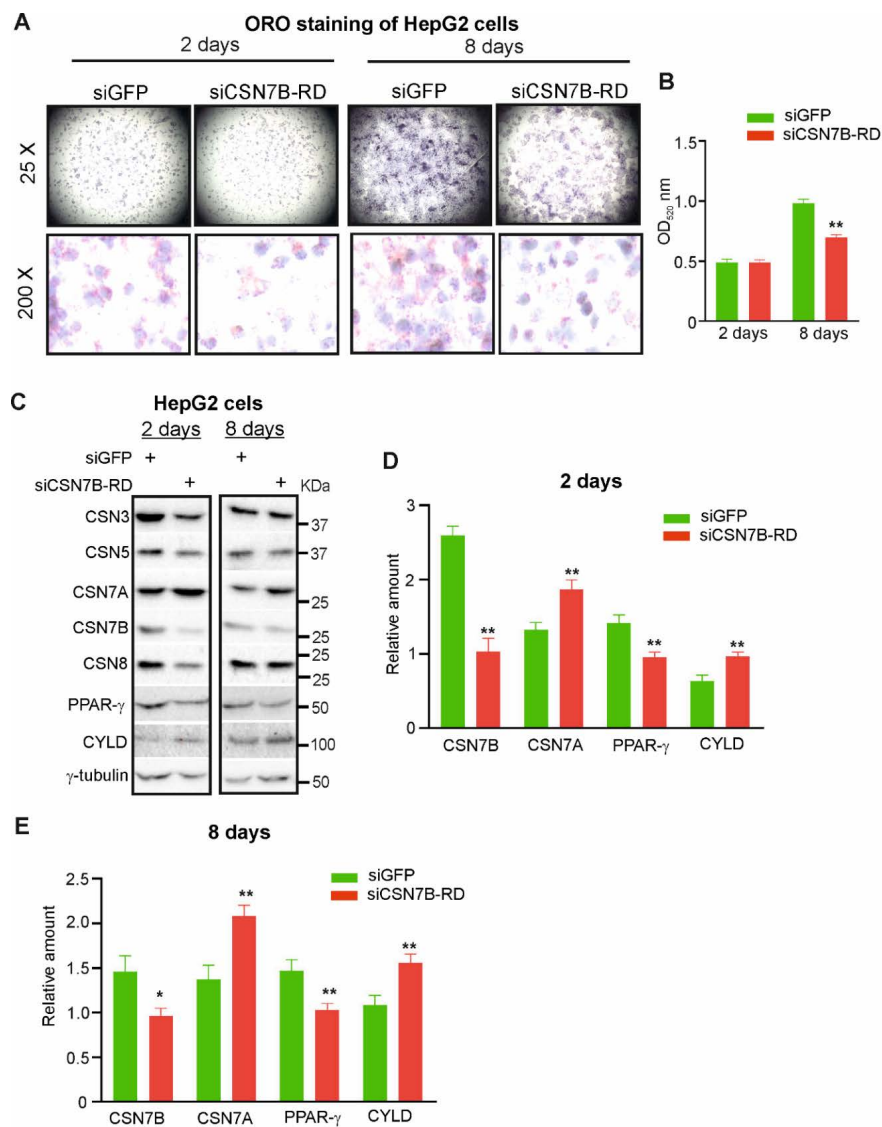 A
ORO staining of HepG2 cells
2 days
8 days
siGFP
siCSN7B-RD
siGFP
siCSN7B-RD
25 X
200 X
B
siGFP
siCSN7B-RD
1.5
1.0
0.5
0.0
OD520 nm
**
2 days
8 days
C
HepG2 cels
2 days
8 days
siGFP
+
+
siCSN7B-RD
+
+
KDa
CSN3
37
CSN5
37
CSN7A
25
CSN7B
25
CSN8
25
25
PPAR-γ
50
CYLD
100
γ-tubulin
50
D
2 days
siGFP
siCSN7B-RD
3
2
1
0
Relative amount
**
**
**
**
CSN7B
CSN7A
PPAR-γ
CYLD
E
8 days
siGFP
siCSN7B-RD
2.5
2.0
1.5
1.0
0.5
0.0
Relative amount
*
**
**
**
CSN7B
CSN7A
PPAR-γ
CYLD